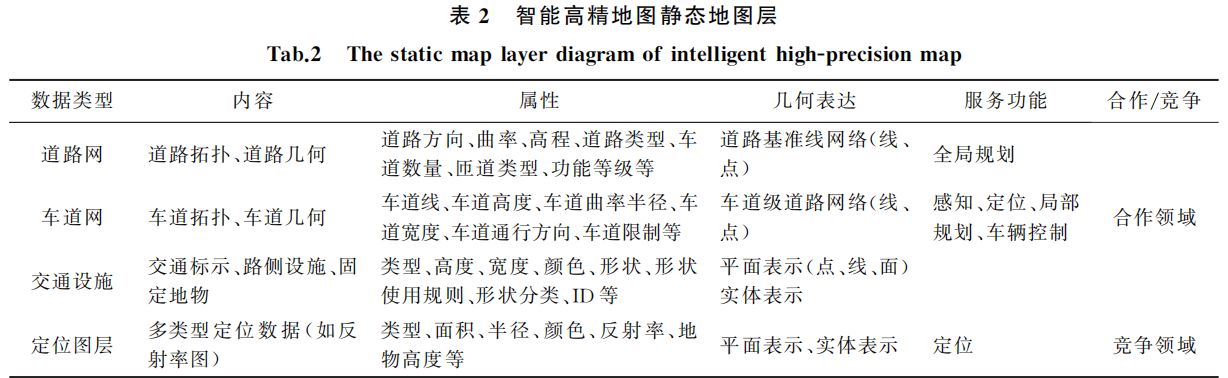 表 2 智能高精地图静态地图层
Tab.2 The static map layer diagram of intelligent high-precision map
数据类型 内容 属性 几何表达 服务功能 合作/竞争
道路网 道路拓扑、道路几何 道路方向、曲率、高程、道路类型、车道数量、匝道类型、功能等级等 道路基准线网络(线、点) 全局规划
车道网 车道拓扑、车道几何 车道线、车道高度、车道曲率半径、车道宽度、车道通行方向、车道限制等 车道级道路网络(线、点) 感知、定位、局部规划、车辆控制 合作领域
交通设施 交通标示、路侧设施、固定地物 类型、高度、宽度、颜色、形状、形状使用规则、形状分类、ID 等 平面表示(点、线、面)实体表示
定位图层 多类型定位数据(如反射率图) 类型、面积、半径、颜色、反射率、地物高度等 平面表示、实体表示 定位 竞争领域